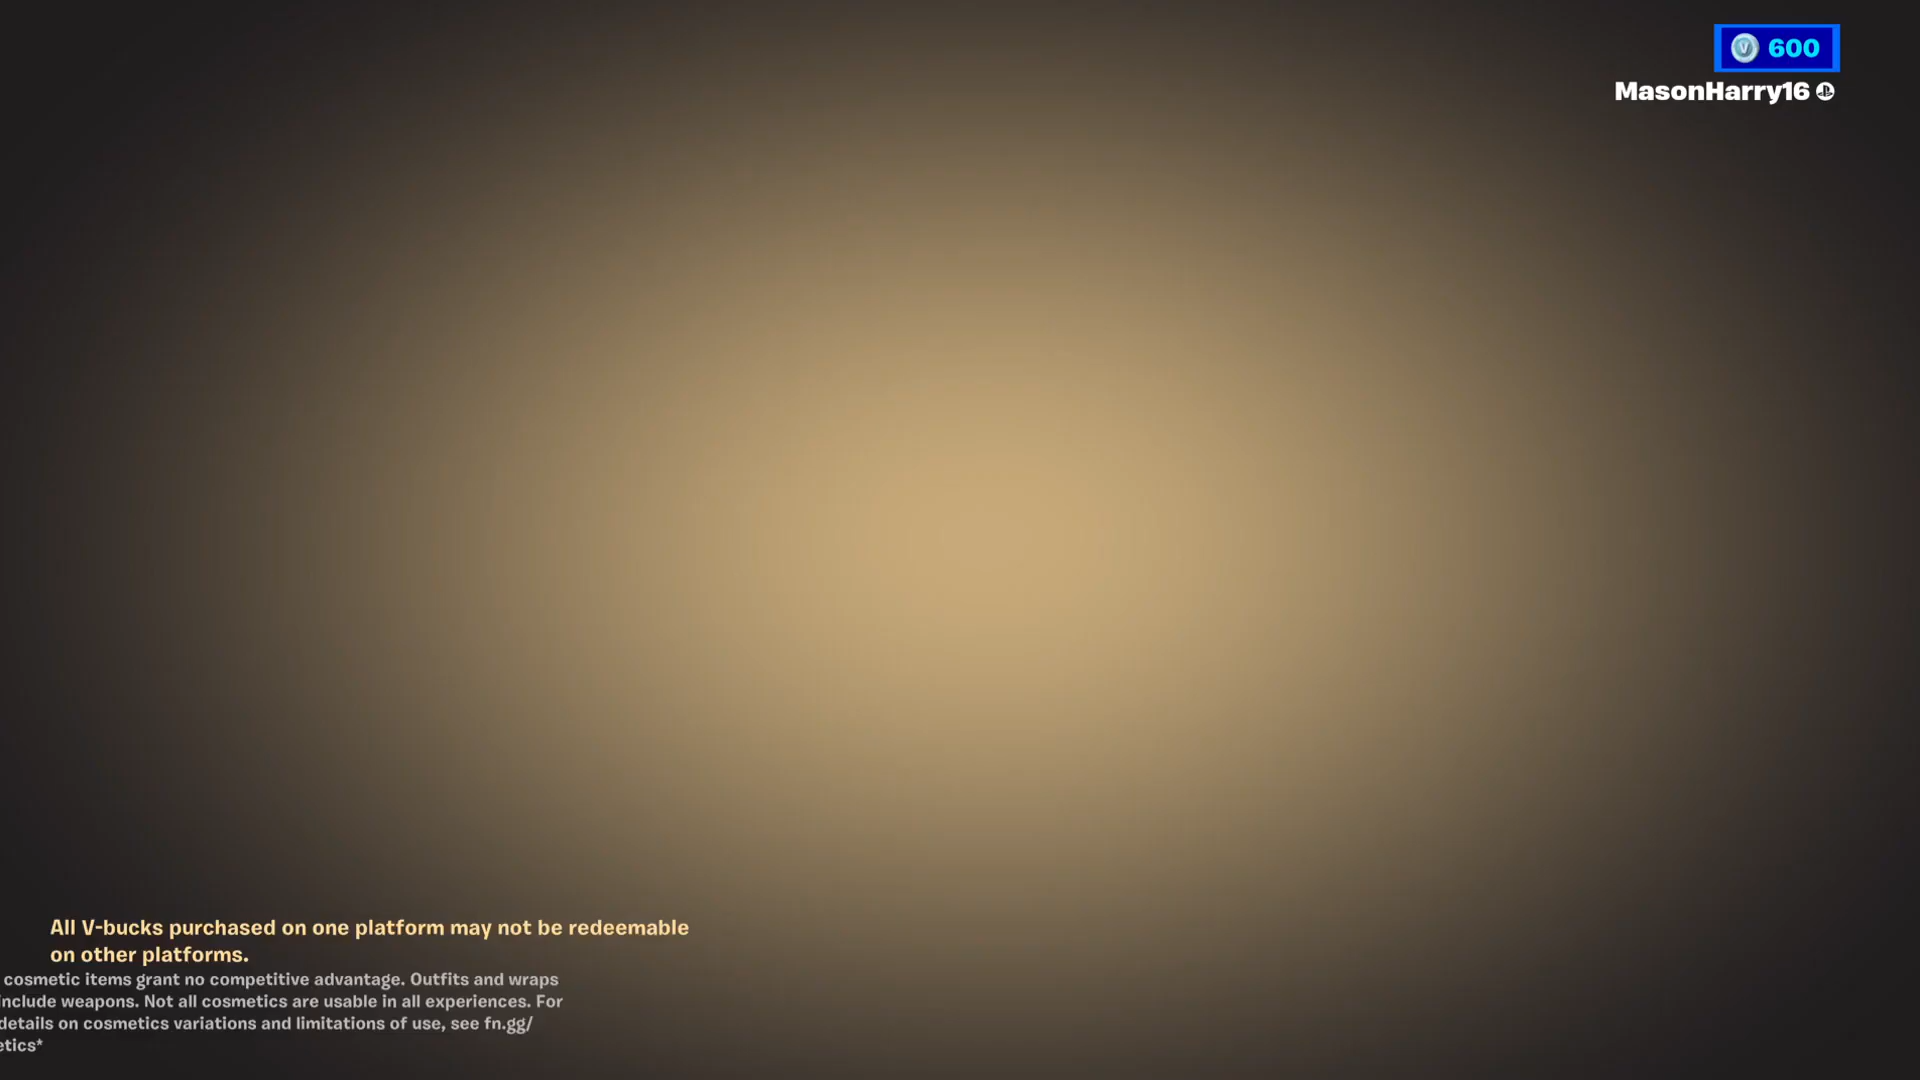 600
MasonHarry16
All V-bucks purchased on one platform may not be redeemable
on other platforms.
cosmetic items grant no competitive advantage. Outfits and wraps
include weapons. Not all cosmetics are usable in all experiences. For
details on cosmetics variations and limitations of use, see fn.gg/
etics*